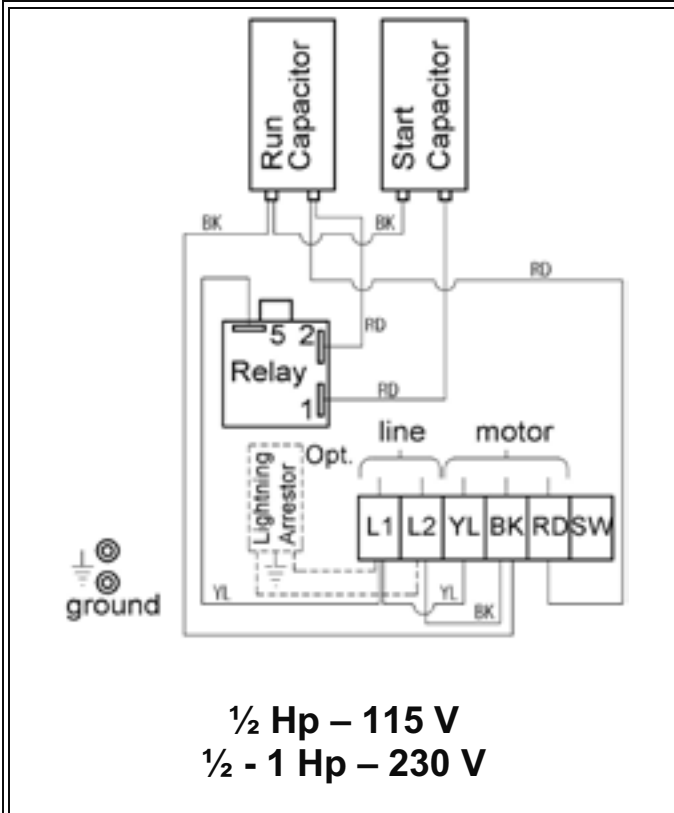 Run
Capacitor
Start
Capacitor
BK
BK
RD
RD
5 2
Relay
RD
1
line
motor
Opt.
Lightning
Arrestor
L1 L2 YL BK RD SW
ground
YL
YL
BK
½ Hp – 115 V
½ - 1 Hp – 230 V